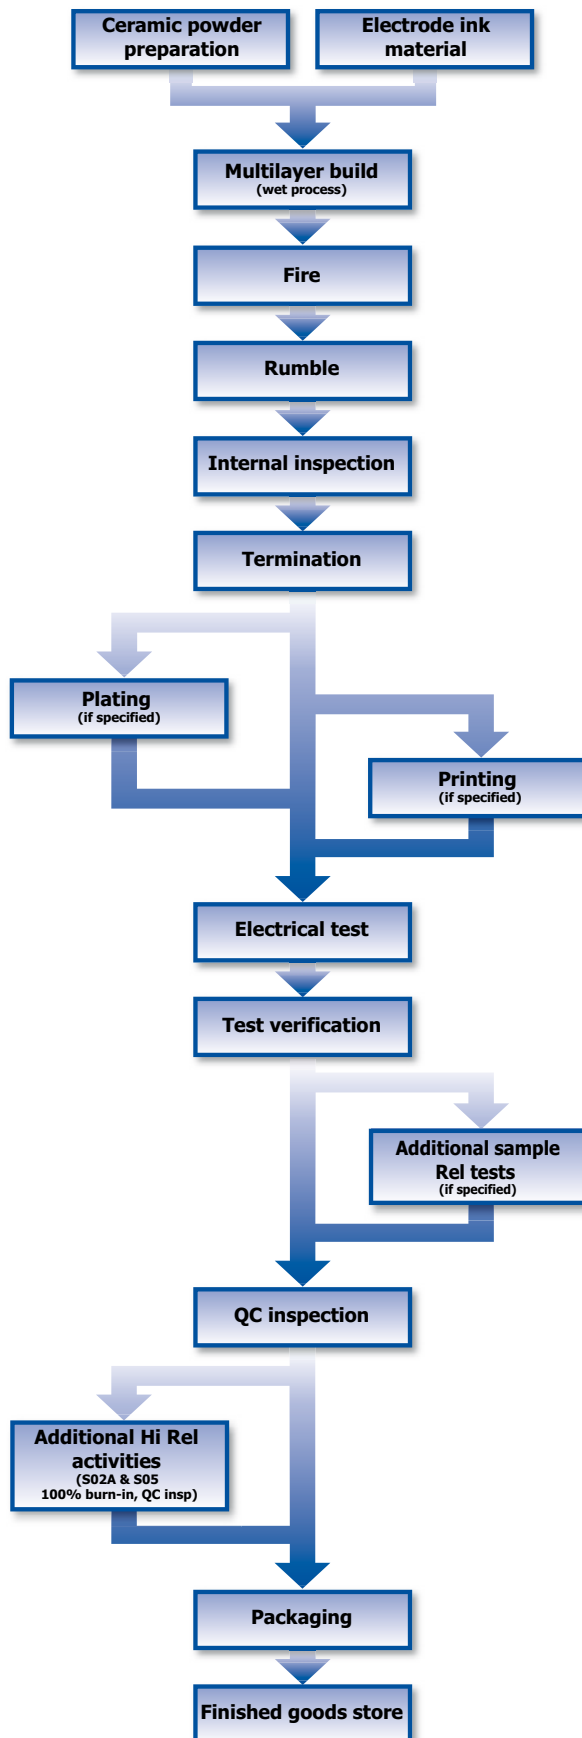 Ceramic powder
preparation
Electrode ink
material
Multilayer build
(wet process)
Fire
Rumble
Internal inspection
Termination
Plating
(if specified)
Printing
(if specified)
Electrical test
Test verification
Additional sample
Rel tests
(if specified)
QC inspection
Additional Hi Rel
activities
(S02A & S05
100% burn-in, QC insp)
Packaging
Finished goods store